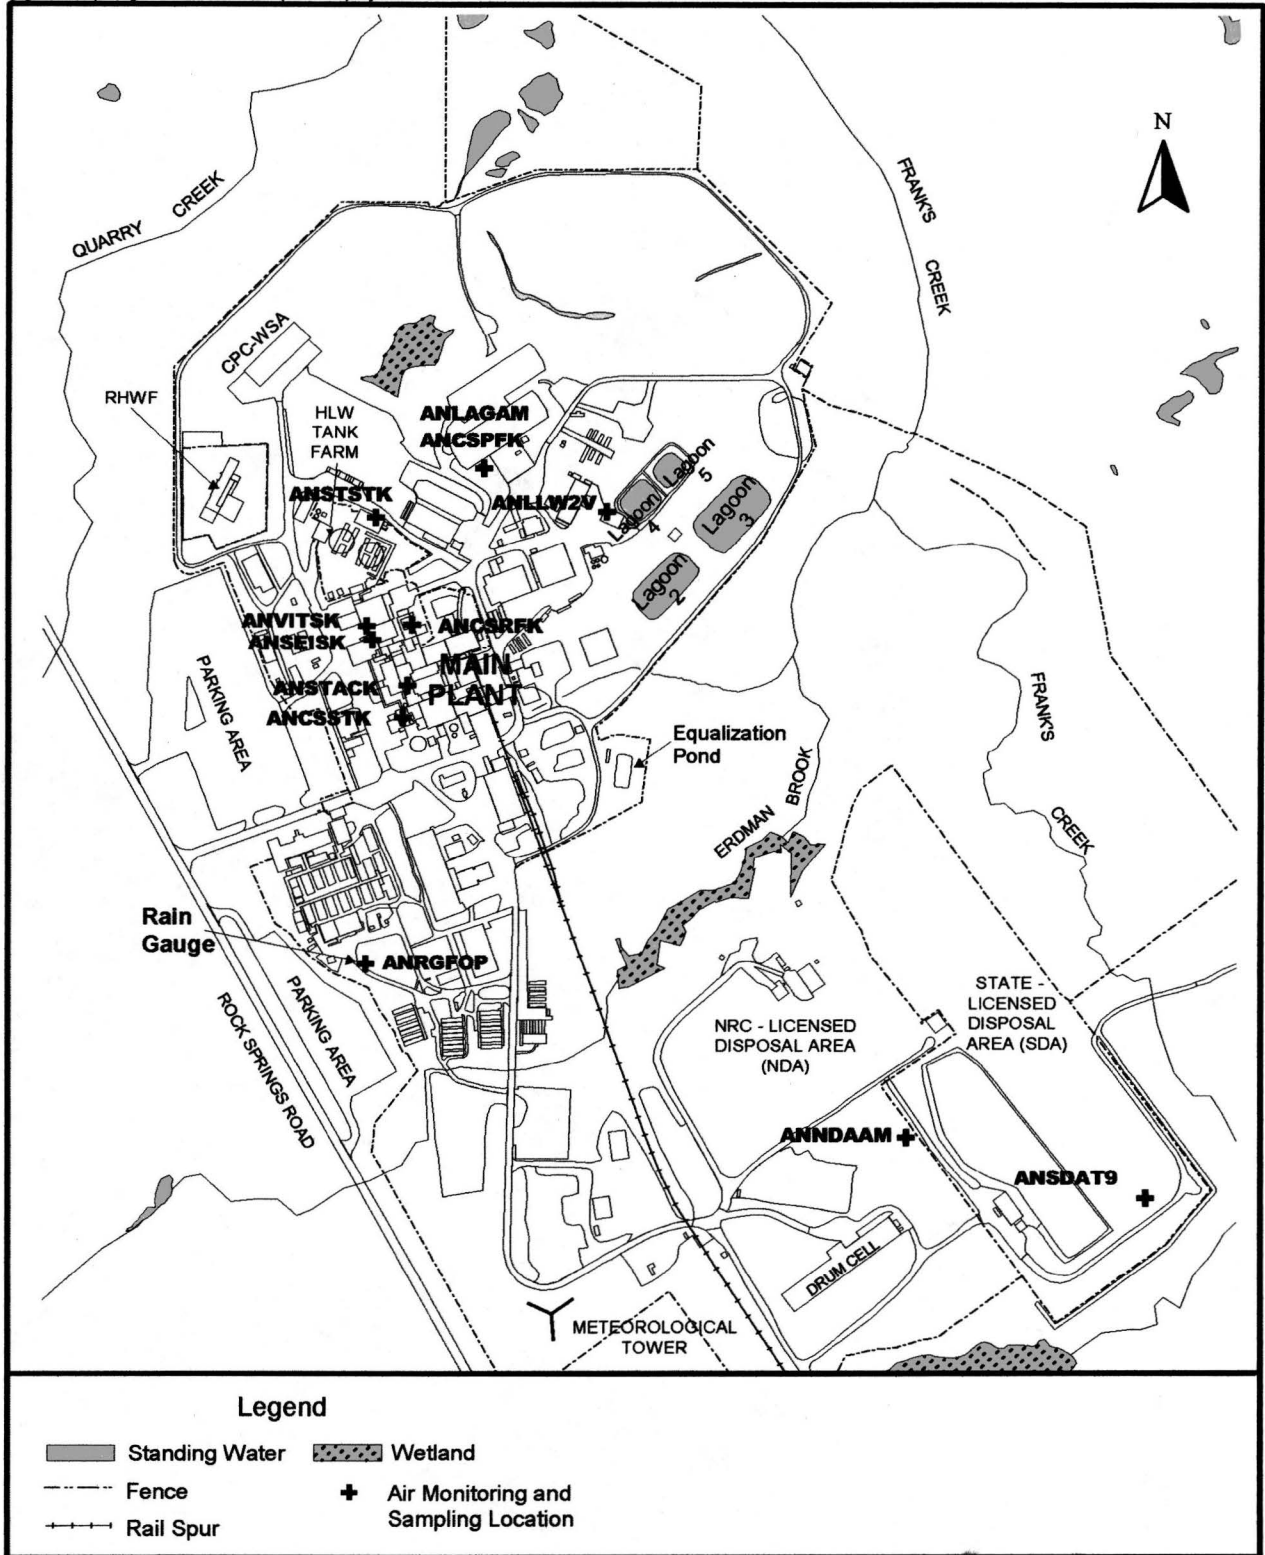 N
QUARRY CREEK
FRANK'S CREEK
CPC-WSA
RHWF
HLW
TANK
FARM
ANLAGAM
ANCSPFK
ANSTSTK
ANLLW2V
Lagoon
5
Lagoon
4
Lagoon
3
Lagoon
2
ANVITSK
ANSEISK
ANCSRFK
MAIN
PLANT
ANSTACK
ANCSSTK
PARKING AREA
FRANK'S CREEK
Equalization
Pond
ERDMAN BROOK
Rain
Gauge
ANRGFOP
PARKING AREA
ROCK SPRINGS ROAD
NRC - LICENSED
DISPOSAL AREA
(NDA)
STATE -
LICENSED
DISPOSAL
AREA (SDA)
ANNDAAM
ANSDAT9
DRUM CELL
METEOROLOGICAL
TOWER
Legend
Standing Water
Wetland
Fence
Air Monitoring and
Sampling Location
Rail Spur